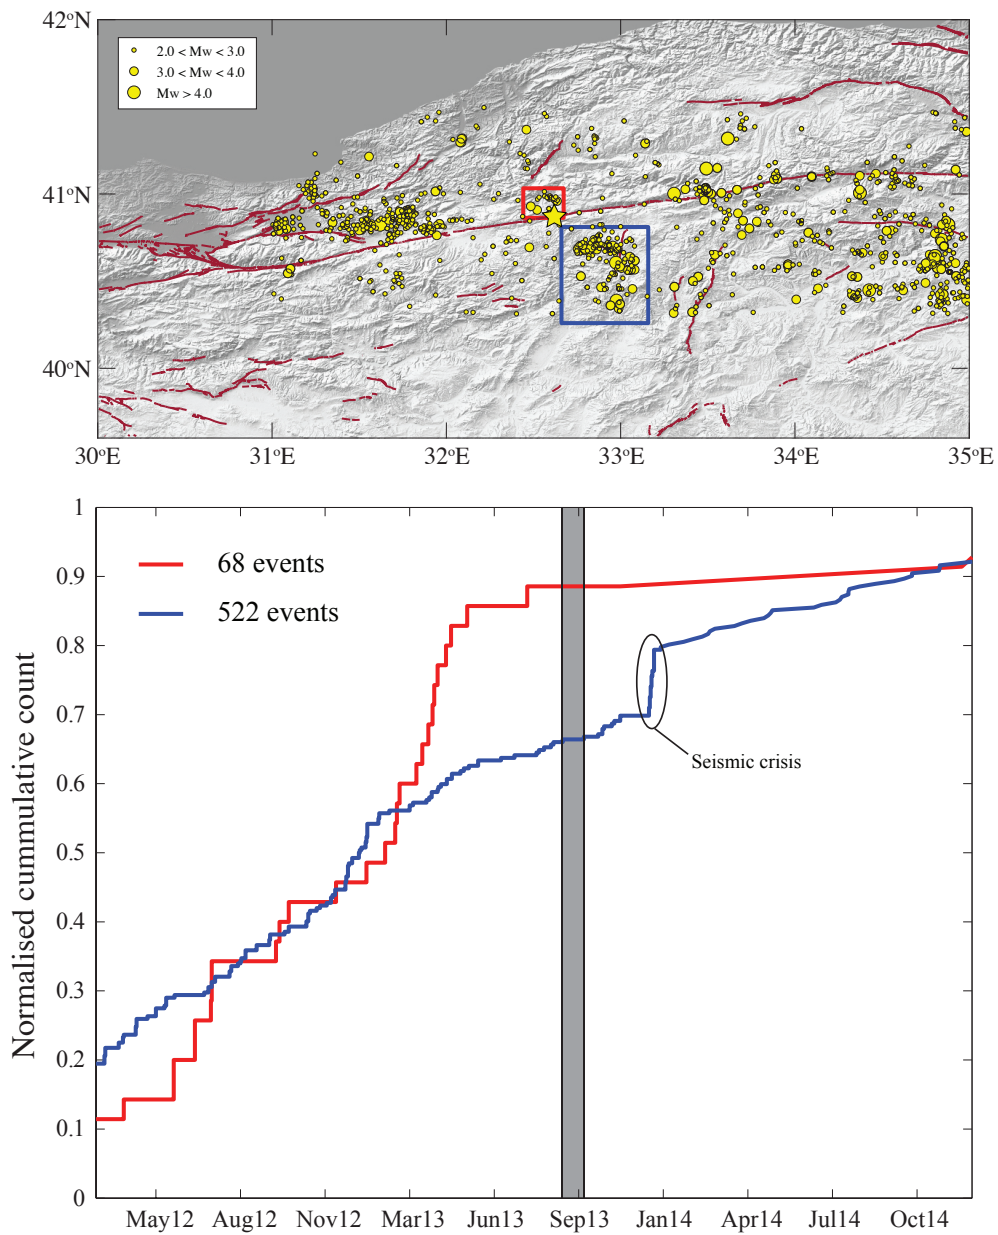 42°N
2.0 < Mw < 3.0
3.0 < Mw < 4.0
Mw > 4.0
41°N
40°N
30°E 31°E 32°E 33°E 34°E 35°E
1
68 events
0.9
522 events
0.8
0.7
Seismic crisis
0.6
0.5
0.4
0.3
0.2
0.1
0
Normalised cummulative count
May12 Aug12 Nov12 Mar13 Jun13 Sep13 Jan14 Apr14 Jul14 Oct14